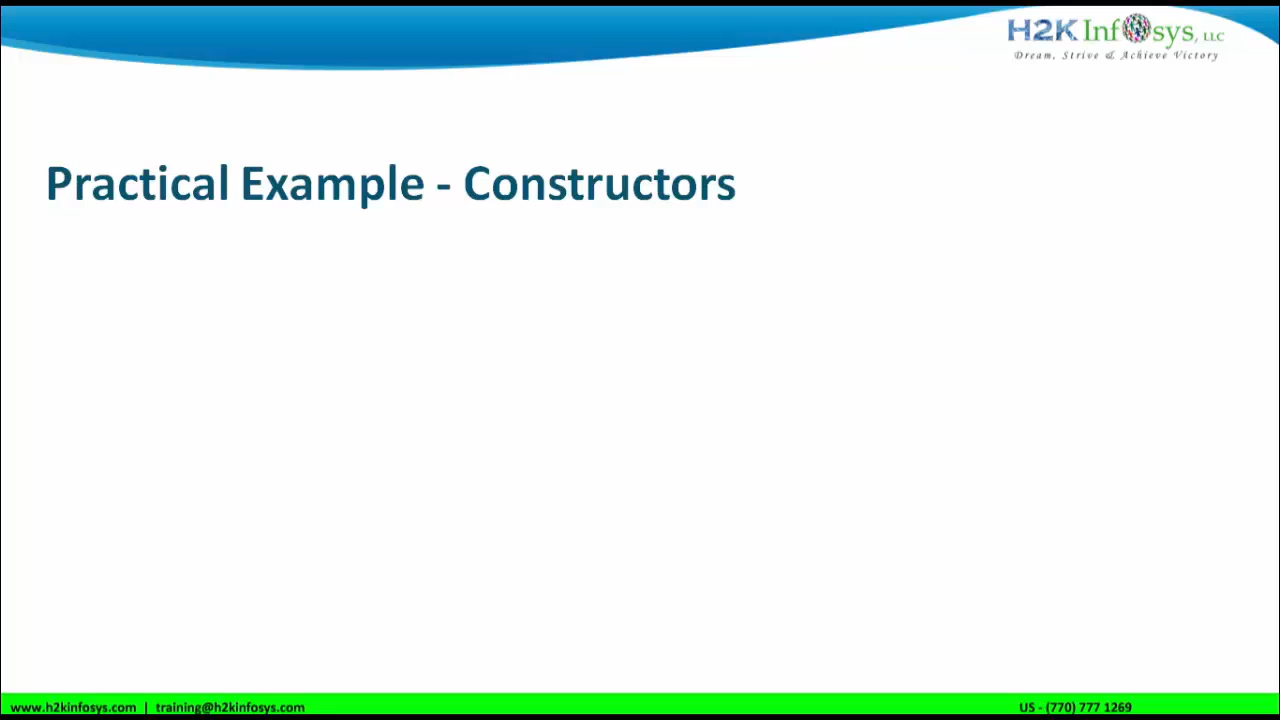 H2K Infosys, LLC
Dream, Strive & Achieve Victory
Practical Example - Constructors
www.h2kinfosys.com | training@h2kinfosys.com
US - (770) 777 1269